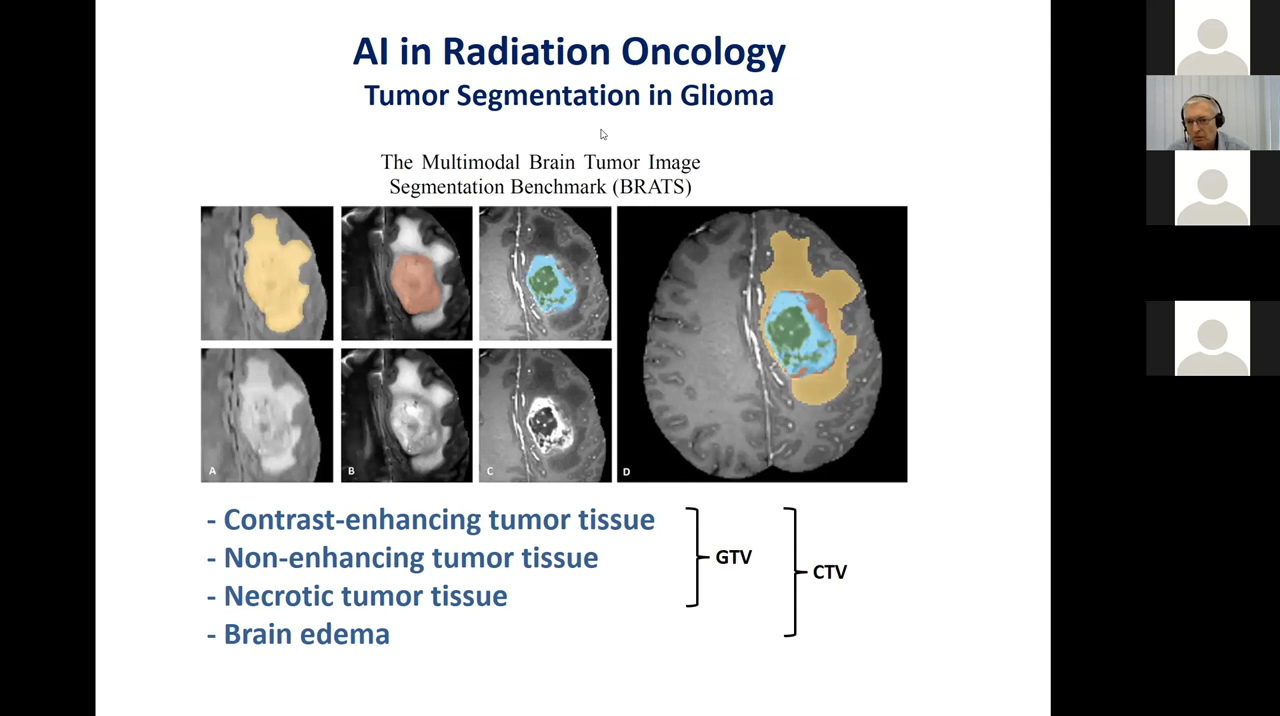 AI in Radiation Oncology
Tumor Segmentation in Glioma
The Multimodal Brain Tumor Image
Segmentation Benchmark (BRATS)
A
B
C
D
- Contrast-enhancing tumor tissue
- Non-enhancing tumor tissue
- Necrotic tumor tissue
- Brain edema
GTV
CTV